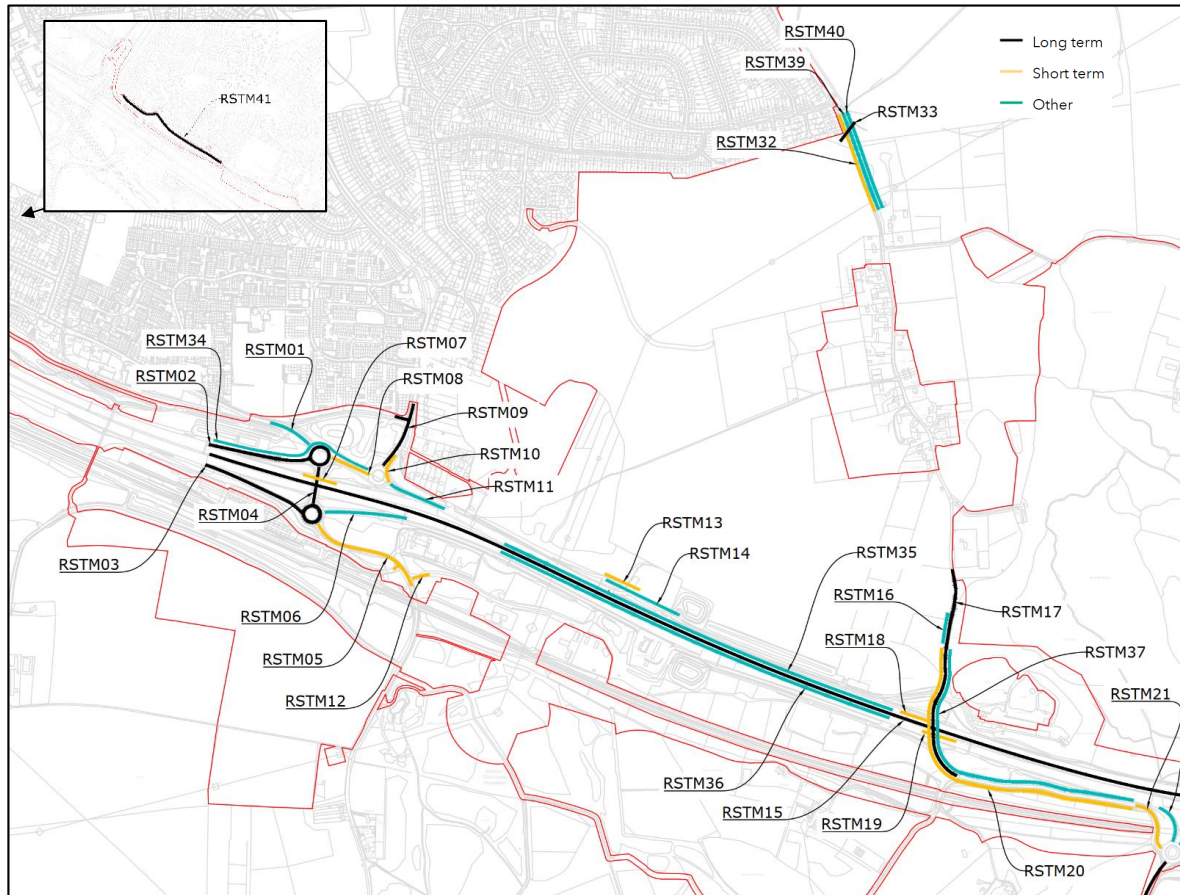 RSTM41
RSTM40
RSTM39
RSTM33
RSTM32
Long term
Short term
Other
RSTM34
RSTM01
RSTM07
RSTM02
RSTM08
RSTM09
RSTM10
RSTM11
RSTM04
RSTM03
RSTM06
RSTM05
RSTM12
RSTM13
RSTM14
RSTM35
RSTM16
RSTM17
RSTM18
RSTM37
RSTM21
RSTM36
RSTM15
RSTM19
RSTM20